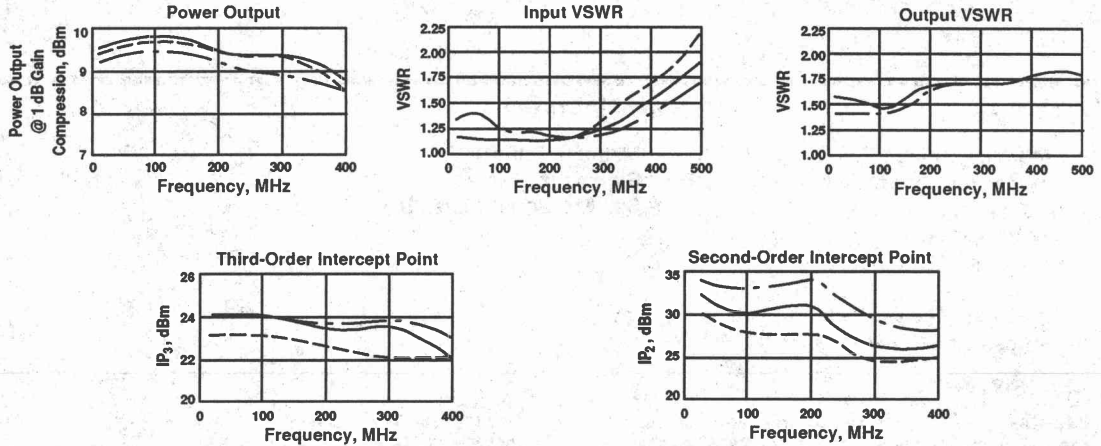 Power Output
Power Output
@ 1 dB Gain
Compression, dBm
10
9
8
7
0 100 200 300 400
Frequency, MHz
Input VSWR
VSWR
2.25
2.25
1.75
1.50
1.25
1.00
0 100 200 300 400 500
Frequency, MHz
Output VSWR
VSWR
2.25
2.00
1.75
1.50
1.25
1.00
0 100 200 300 400 500
Frequency, MHz
Third-Order Intercept Point
IP3, dBm
26
24
22
20
0 100 200 300 400
Frequency, MHz
Second-Order Intercept Point
IP2, dBm
35
30
25
20
0 100 200 300 400
Frequency, MHz